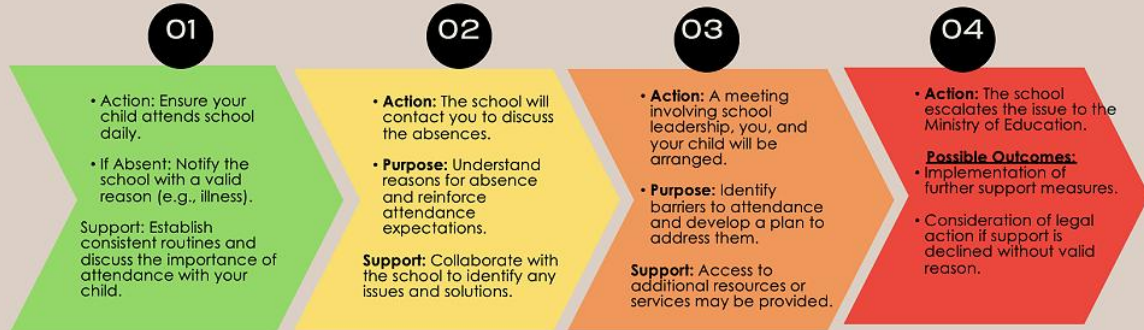 01
• Action: Ensure your
child attends school
daily.
• If Absent: Notify the
school with a valid
reason (e.g., illness).
Support: Establish
consistent routines and
discuss the importance of
attendance with your
child.
02
• Action: The school will
contact you to discuss
the absences.
• Purpose: Understand
reasons for absence
and reinforce
attendance
expectations.
Support: Collaborate with
the school to identify any
issues and solutions.
03
• Action: A meeting
involving school
leadership, you, and
your child will be
arranged.
• Purpose: Identify
barriers to attendance
and develop a plan to
address them.
Support: Access to
additional resources or
services may be provided.
04
• Action: The school
escalates the issue to the
Ministry of Education.
Possible Outcomes:
• Implementation of
further support measures.
• Consideration of legal
action if support is
declined without valid
reason.